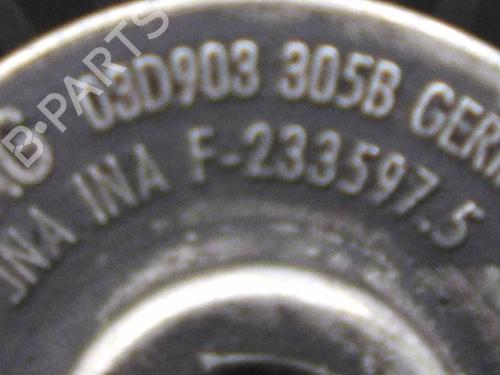 B-PARTS
G 03D903 305B GERM
INA INA F-233597.5